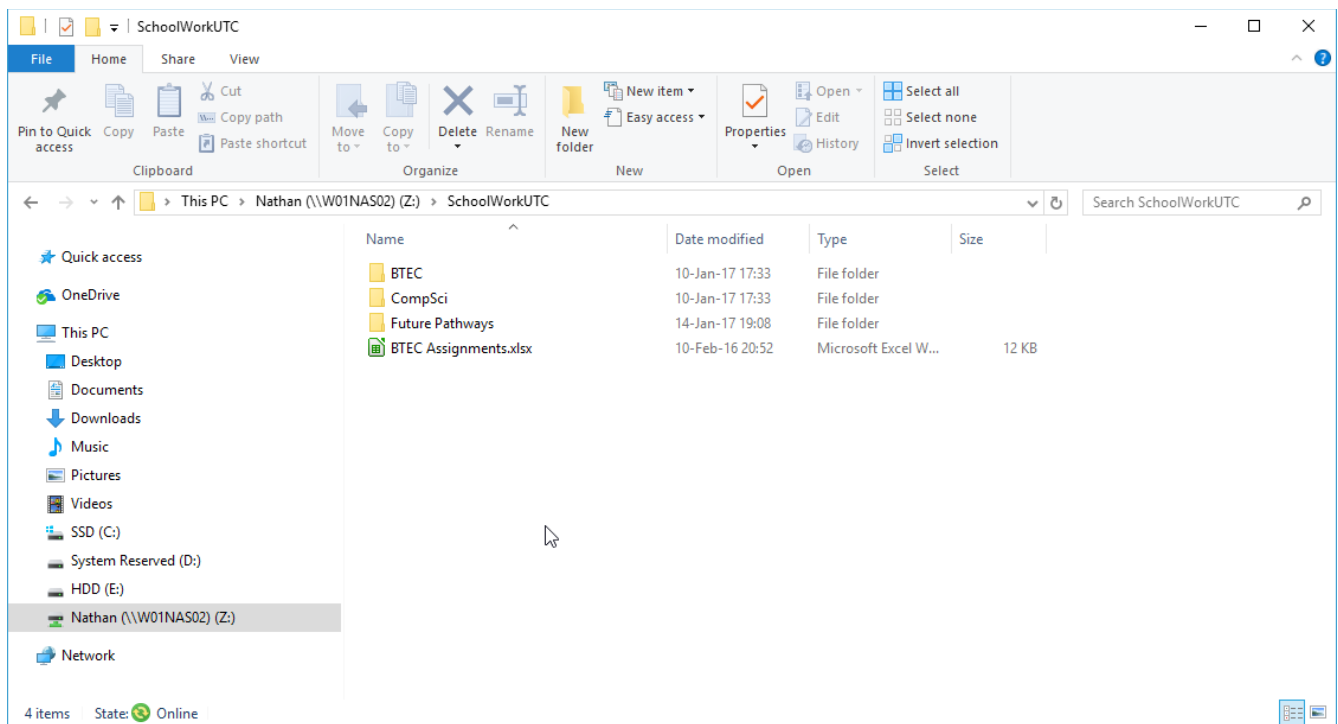 SchoolWorkUTC
File Home Share View
Pin to Quick access
Copy
Paste
Cut
Copy path
Paste shortcut
Clipboard
Move to
Copy to
Delete
Rename
Organize
New folder
New item
Easy access
New
Properties
Open
Edit
History
Open
Select all
Select none
Invert selection
Select
This PC > Nathan (\\W01NAS02) (Z:) > SchoolWorkUTC
Search SchoolWorkUTC
Quick access
OneDrive
This PC
Desktop
Documents
Downloads
Music
Pictures
Videos
SSD (C:)
System Reserved (D:)
HDD (E:)
Nathan (\\W01NAS02) (Z:)
Network
Name Date modified Type Size
BTEC 10-Jan-17 17:33 File folder
CompSci 10-Jan-17 17:33 File folder
Future Pathways 14-Jan-17 19:08 File folder
BTEC Assignments.xlsx 10-Feb-16 20:52 Microsoft Excel W... 12 KB
4 items State: Online